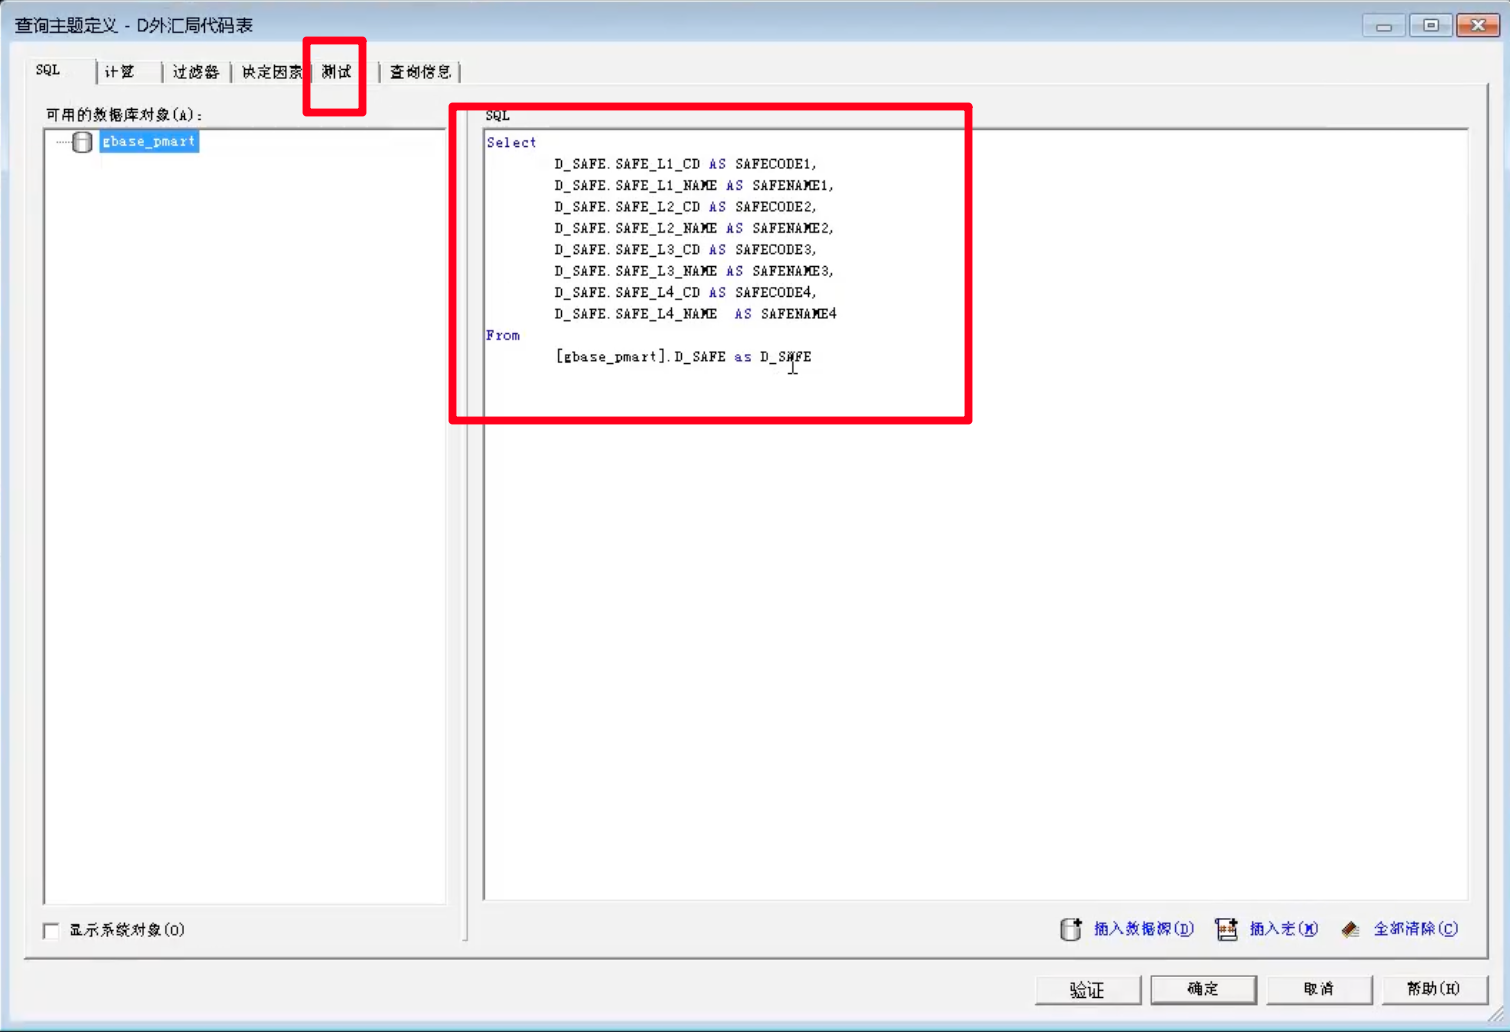 查询主题定义 - D外汇局代码表
SQL 计算 过滤器 决定因素 测试 查询信息
可用的数据库对象(A):
gbase_pmart
SQL
Select
D_SAFE.SAFE_L1_CD AS SAFECODE1,
D_SAFE.SAFE_L1_NAME AS SAFENAME1,
D_SAFE.SAFE_L2_CD AS SAFECODE2,
D_SAFE.SAFE_L2_NAME AS SAFENAME2,
D_SAFE.SAFE_L3_CD AS SAFECODE3,
D_SAFE.SAFE_L3_NAME AS SAFENAME3,
D_SAFE.SAFE_L4_CD AS SAFECODE4,
D_SAFE.SAFE_L4_NAME  AS SAFENAME4
From
[gbase_pmart].D_SAFE as D_SAFE
显示系统对象(O)
插入数据源(D) 插入宏(M) 全部清除(C)
验证 确定 取消 帮助(H)